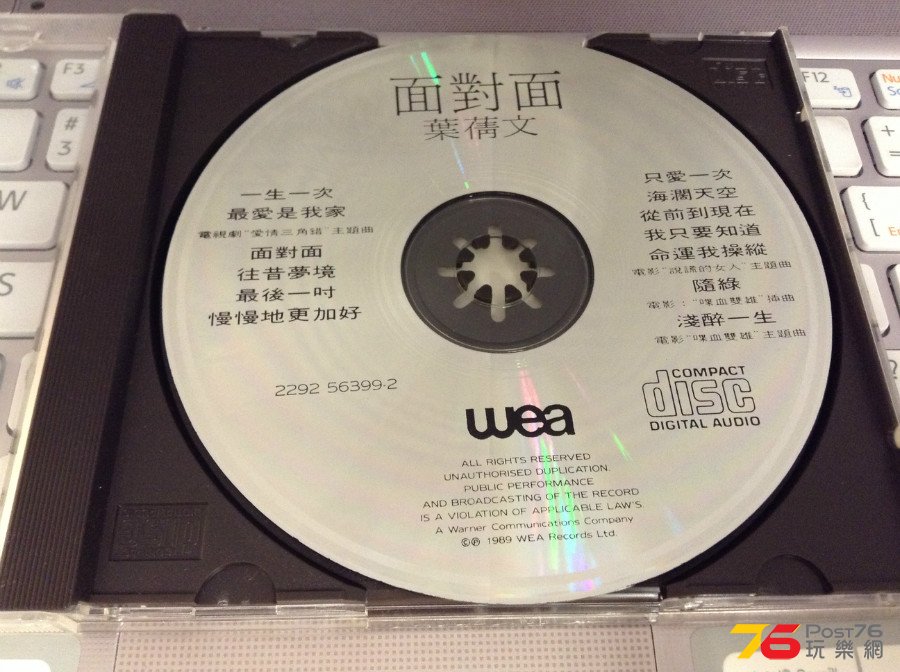 面對面
葉蒨文
一生一次
最愛是我家
電視劇"愛情三角錯"主題曲
面對面
往昔夢境
最後一吋
慢慢地更加好
只愛一次
海濶天空
從前到現在
我只要知道
命運我操縱
電影"說謊的女人"主題曲
隨綠
電影："喋血雙雄"插曲
淺醉一生
電影"喋血雙雄"主題曲
2292 56399-2
wea
COMPACT
disc
DIGITAL AUDIO
ALL RIGHTS RESERVED
UNAUTHORISED DUPLICATION.
PUBLIC PERFORMANCE
AND BROADCASTING OF THE RECORD
IS A VIOLATION OF APPLICABLE LAW'S.
A Warner Communications Company
©℗ 1989 WEA Records Ltd.
F3
#
3
W
S
F12
Nu
Sc
+
=
{
[
En
76 Post76
玩樂網